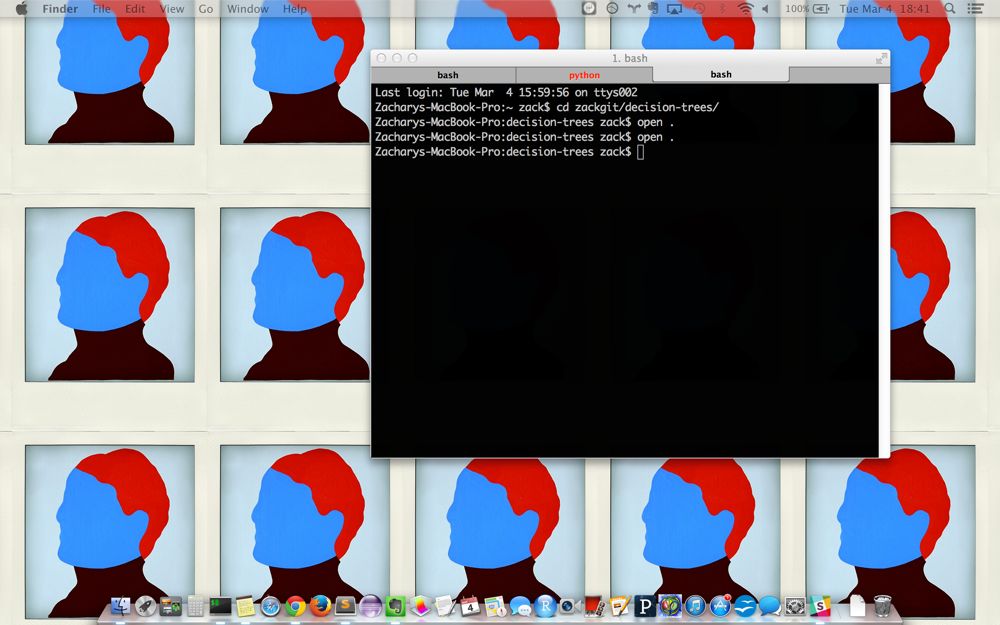 Finder File Edit View Go Window Help 100% Tue Mar 4 18:41
1. bash
bash python bash
Last login: Tue Mar  4 15:59:56 on ttys002
Zacharys-MacBook-Pro:~ zack$ cd zackgit/decision-trees/
Zacharys-MacBook-Pro:decision-trees zack$ open .
Zacharys-MacBook-Pro:decision-trees zack$ open .
Zacharys-MacBook-Pro:decision-trees zack$
4 R P S